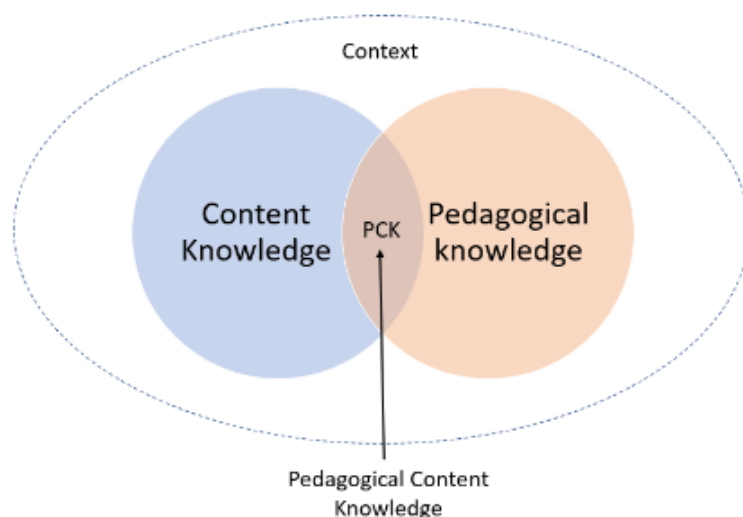 Context
Content
Knowledge
PCK
Pedagogical
knowledge
Pedagogical Content
Knowledge